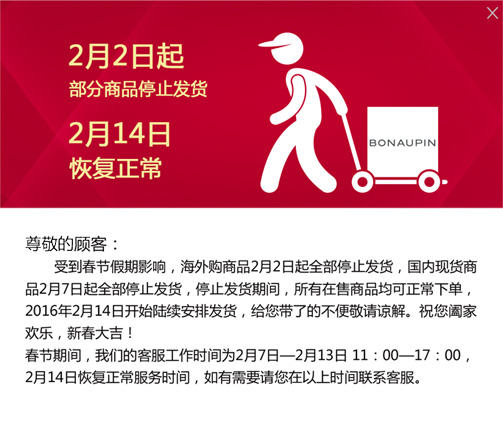 2月2日起
部分商品停止发货
2月14日
恢复正常
BONAUPIN
尊敬的顾客：
受到春节假期影响，海外购商品2月2日起全部停止发货，国内现货商
品2月7日起全部停止发货，停止发货期间，所有在售商品均可正常下单，
2016年2月14日开始陆续安排发货，给您带了的不便敬请谅解。祝您阖家
欢乐，新春大吉！
春节期间，我们的客服工作时间为2月7日—2月13日 11：00—17：00，
2月14日恢复正常服务时间，如有需要请您在以上时间联系客服。